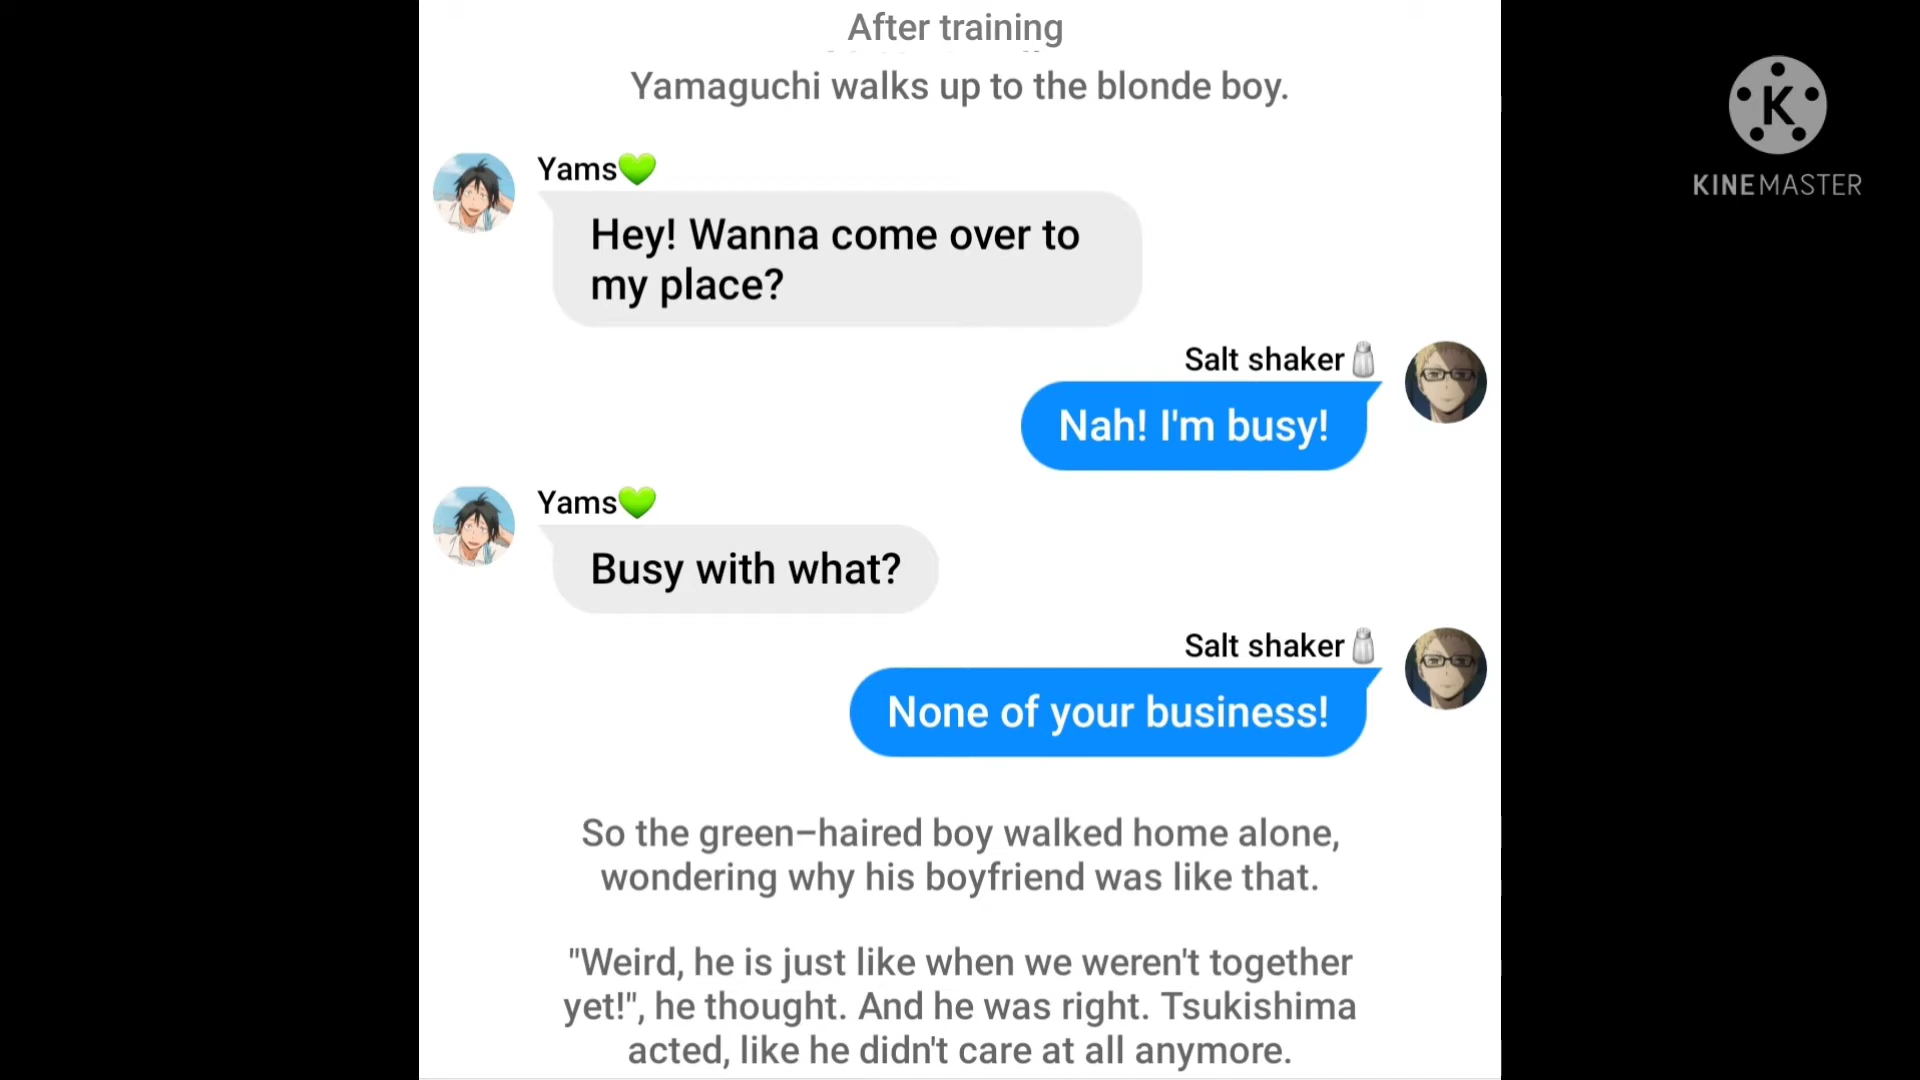 After training
Yamaguchi walks up to the blonde boy.
Yams💚
Hey! Wanna come over to
my place?
Salt shaker🧂
Nah! I'm busy!
Yams💚
Busy with what?
Salt shaker🧂
None of your business!
So the green–haired boy walked home alone,
wondering why his boyfriend was like that.
"Weird, he is just like when we weren't together
yet!", he thought. And he was right. Tsukishima
acted, like he didn't care at all anymore.
K
KINEMASTER